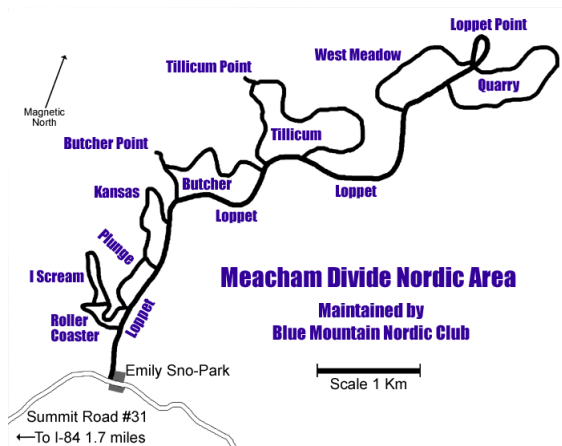 Loppet Point
West Meadow
Quarry
Tillicum Point
Magnetic
North
Tillicum
Butcher Point
Kansas
Butcher
Loppet
Loppet
Plunge
I Scream
Loppet
Roller
Coaster
Meacham Divide Nordic Area
Maintained by
Blue Mountain Nordic Club
Emily Sno-Park
Scale 1 Km
Summit Road #31
To I-84 1.7 miles